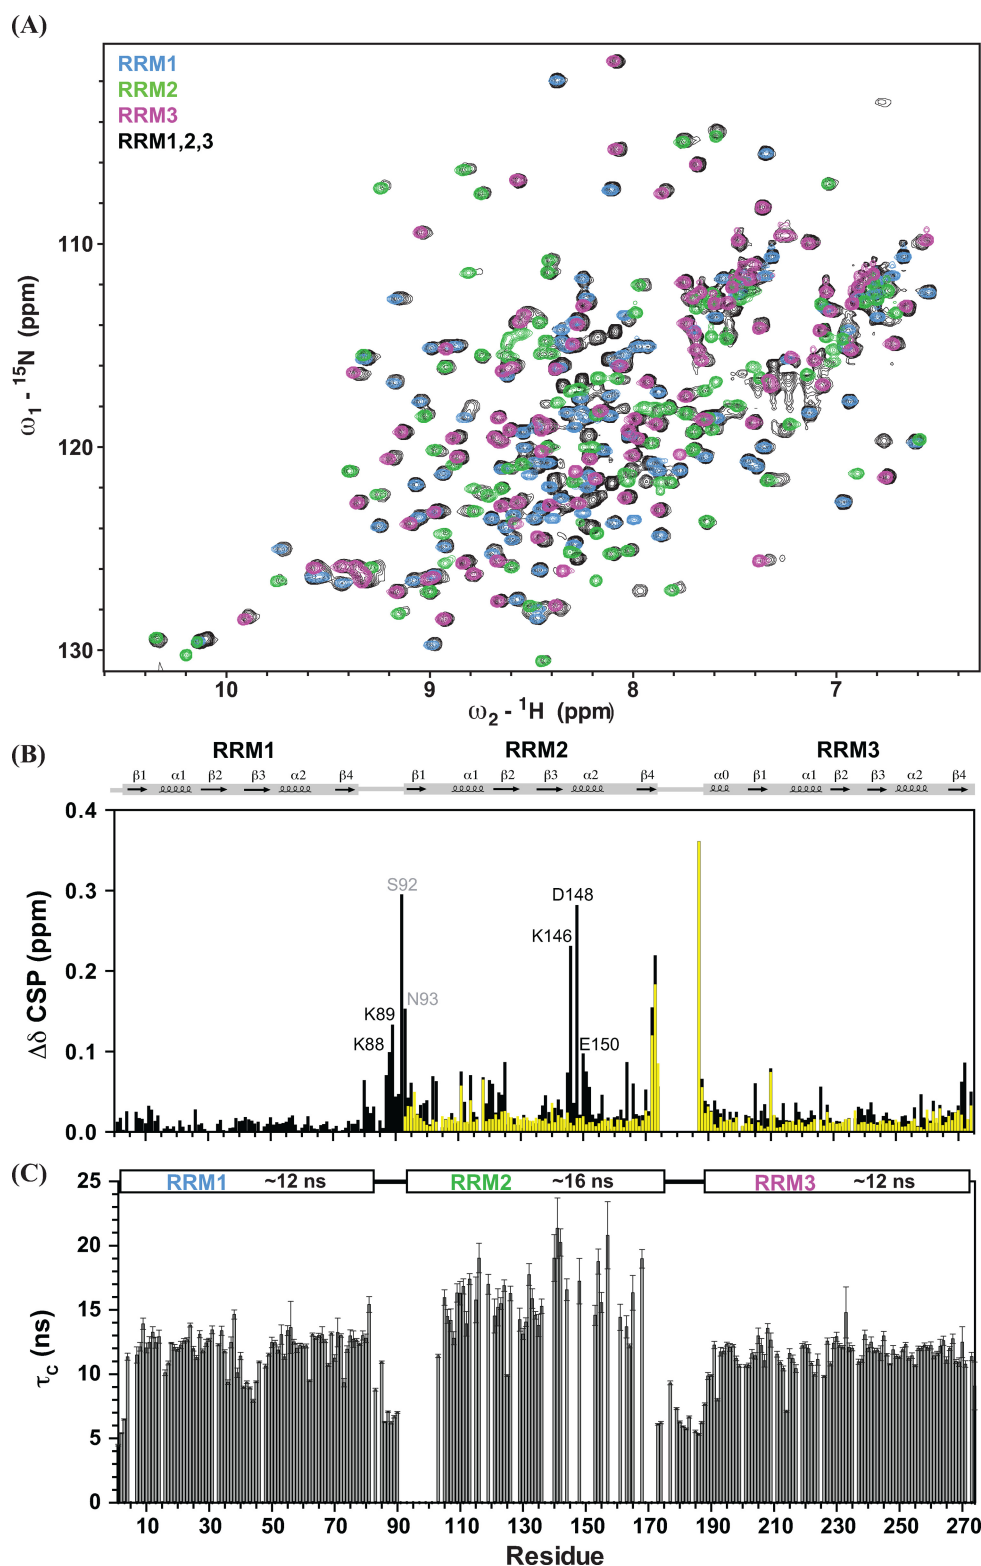 (A)
RRM1
RRM2
RRM3
RRM1,2,3
110
120
130
ω1 - 15N (ppm)
10 9 8 7
ω2 - 1H (ppm)
(B)
RRM1 RRM2 RRM3
β1 α1 β2 β3 α2 β4 β1 α1 β2 β3 α2 β4 α0 β1 α1 β2 β3 α2 β4
0.4
0.3
0.2
0.1
0.0
Δδ CSP (ppm)
S92
D148
K146
N93
K89
K88
E150
(C)
RRM1 ~12 ns RRM2 ~16 ns RRM3 ~12 ns
25
20
15
10
5
0
τc (ns)
10 30 50 70 90 110 130 150 170 190 210 230 250 270
Residue